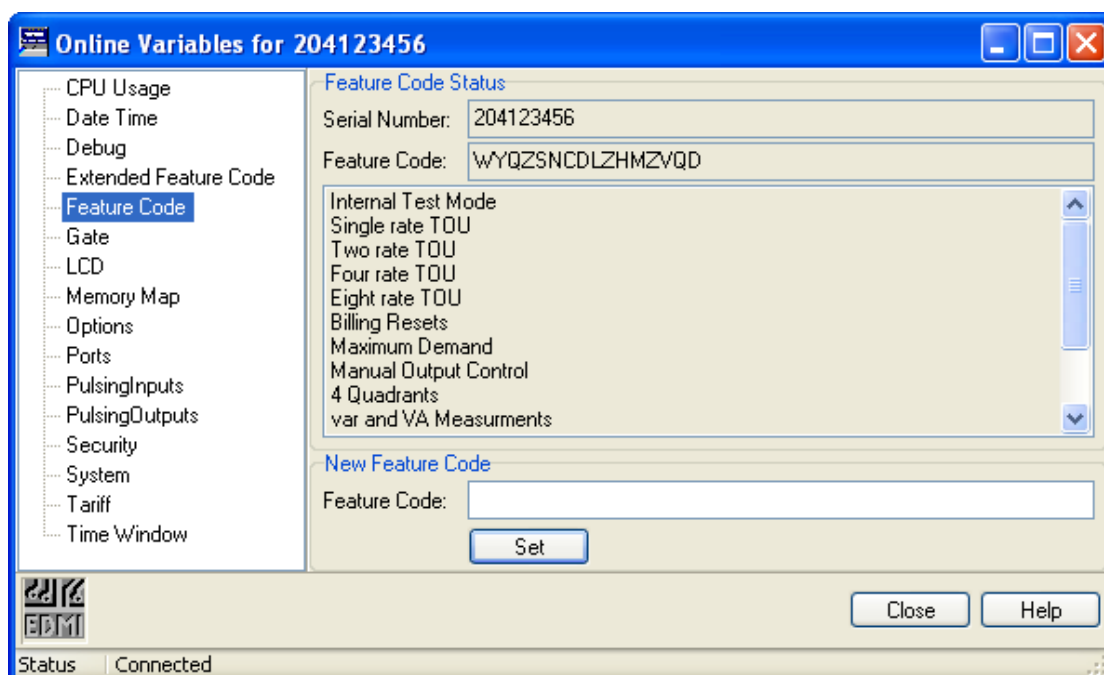 Online Variables for 204123456
CPU Usage
Date Time
Debug
Extended Feature Code
Feature Code
Gate
LCD
Memory Map
Options
Ports
PulsingInputs
PulsingOutputs
Security
System
Tariff
Time Window
Feature Code Status
Serial Number: 204123456
Feature Code: WYQZSNCDLZHMZVQD
Internal Test Mode
Single rate TOU
Two rate TOU
Four rate TOU
Eight rate TOU
Billing Resets
Maximum Demand
Manual Output Control
4 Quadrants
var and VA Measurments
New Feature Code
Feature Code:
Set
EDMI
Close Help
Status Connected